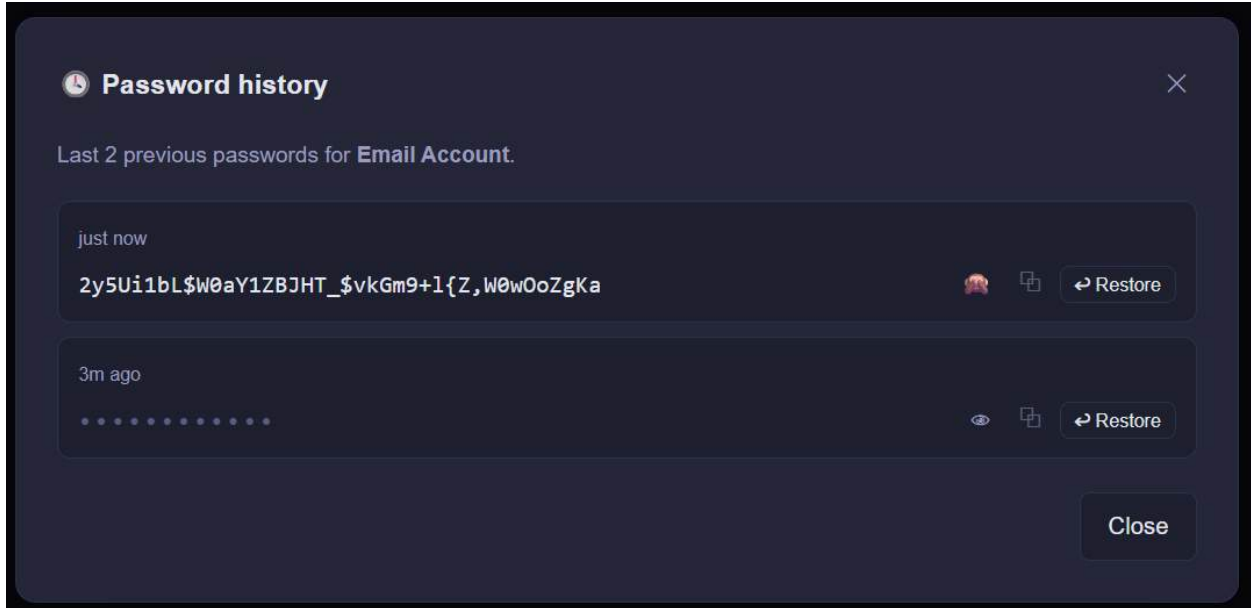 Password history
Last 2 previous passwords for Email Account.
just now
2y5Ui1bL$W0aY1ZBJHT_$vkGm9+l{Z,W0wOoZgKa
Restore
3m ago
Restore
Close